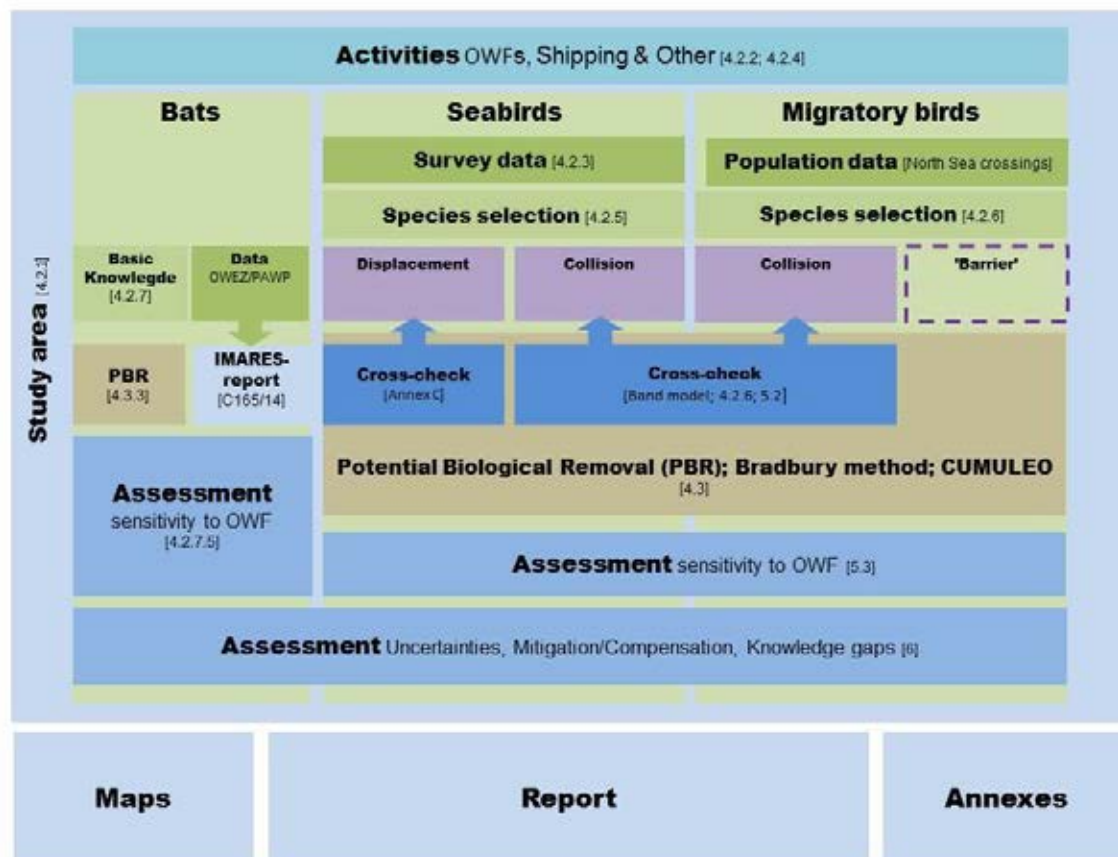 Activities OWFs, Shipping & Other [4.2.2; 4.2.4]
Bats
Seabirds
Migratory birds
Survey data [4.2.3]
Population data [North Sea crossings]
Species selection [4.2.5]
Species selection [4.2.6]
Study area [4.2.1]
Basic
Knowlegde
[4.2.7]
Data
OWEZ/PAWP
Displacement
Collision
Collision
'Barrier'
PBR
[4.3.3]
IMARES-
report
[C165/14]
Cross-check
[Annex C]
Cross-check
[Band model; 4.2.6; 5.2]
Potential Biological Removal (PBR); Bradbury method; CUMULEO
[4.3]
Assessment
sensitivity to OWF
[4.2.7.5]
Assessment sensitivity to OWF [5.3]
Assessment Uncertainties, Mitigation/Compensation, Knowledge gaps [6]
Maps
Report
Annexes